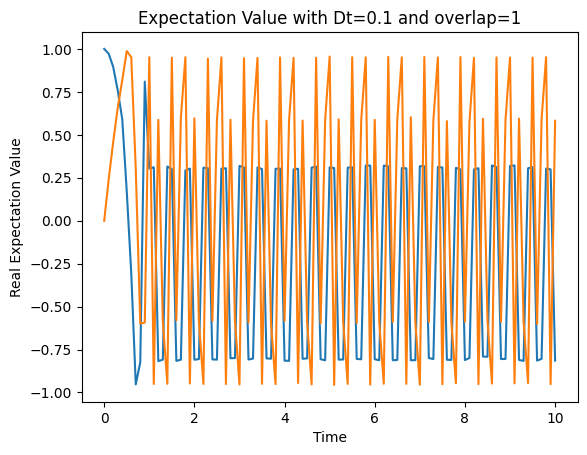 Expectation Value with Dt=0.1 and overlap=1
1.00
0.75
0.50
0.25
0.00
−0.25
−0.50
−0.75
−1.00
Real Expectation Value
0 2 4 6 8 10
Time